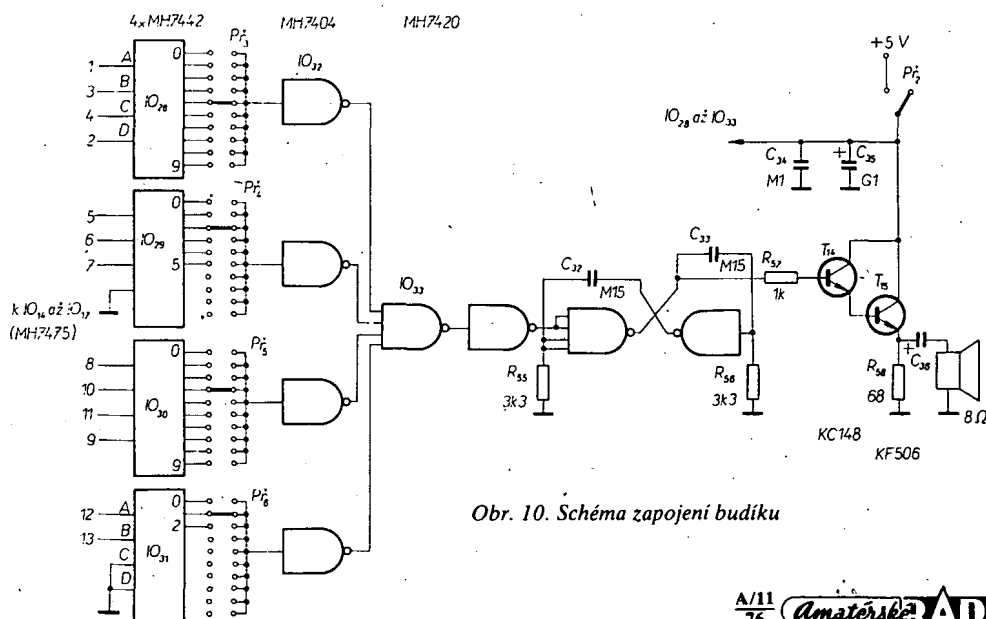 4×MH7442
MH7404
MH7420
1
A
3
B
4
C
2
D
IO28
0
9
Př3
IO32
5
6
7
IO29
0
5
Př4
k IO14 až IO17
(MH7475)
8
10
11
9
IO30
0
9
Př5
12
A
13
B
C
D
IO31
0
2
Př6
IO33
C32
M15
R55
3k3
C33
M15
R56
3k3
R57
1k
T14
T15
+5 V
Př2
IO28 až IO33
C34
M1
+
C35
G1
+
C36
R58
68
8Ω
KC148
KF506
Obr. 10. Schéma zapojení budíku
A/11
76
Amatérské